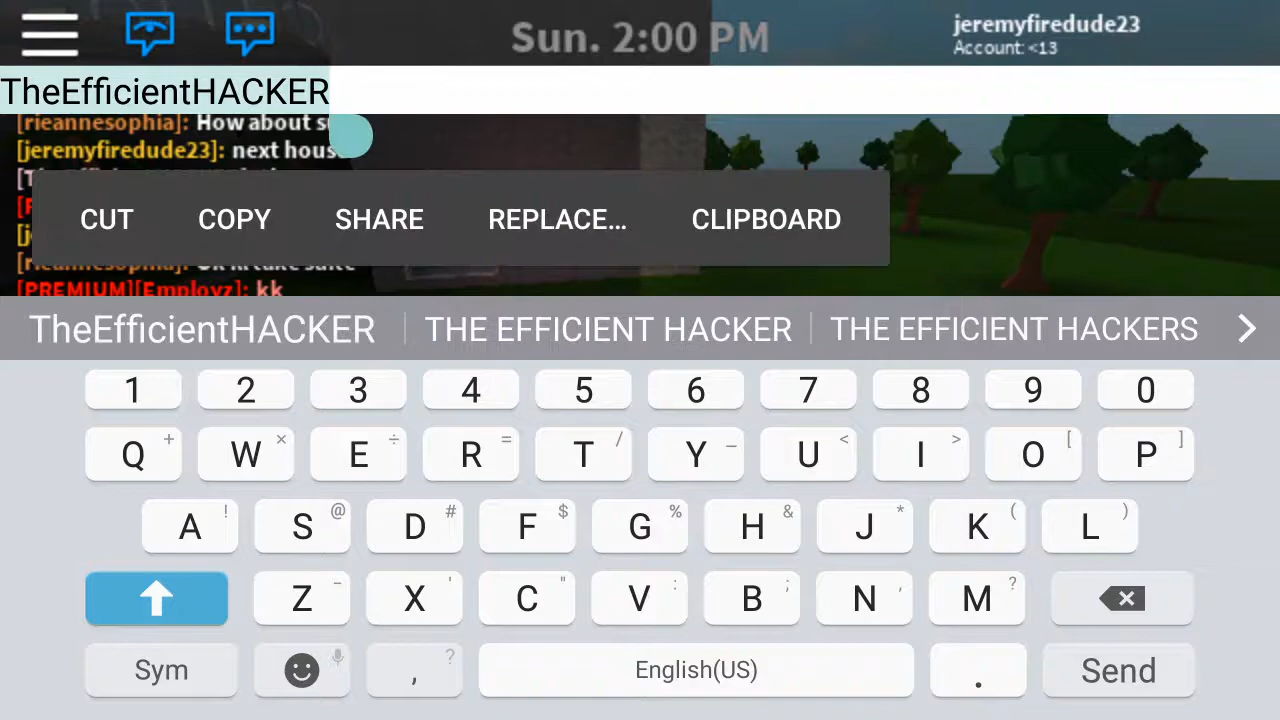 Sun. 2:00 PM
jeremyfiredude23
Account: <13
TheEfficientHACKER
[rieannesophia]: How about
[jeremyfiredude23]: next
CUT COPY SHARE REPLACE... CLIPBOARD
[PREMIUM][Employz]: kk
TheEfficientHACKER THE EFFICIENT HACKER THE EFFICIENT HACKERS
1 2 3 4 5 6 7 8 9 0
Q + W × E ÷ R = T / Y _ U < I > O [ P ]
A ! S @ D # F $ G % H & J * K ( L )
Z - X ' C " V : B ; N , M ?
Sym , ? English(US) . Send